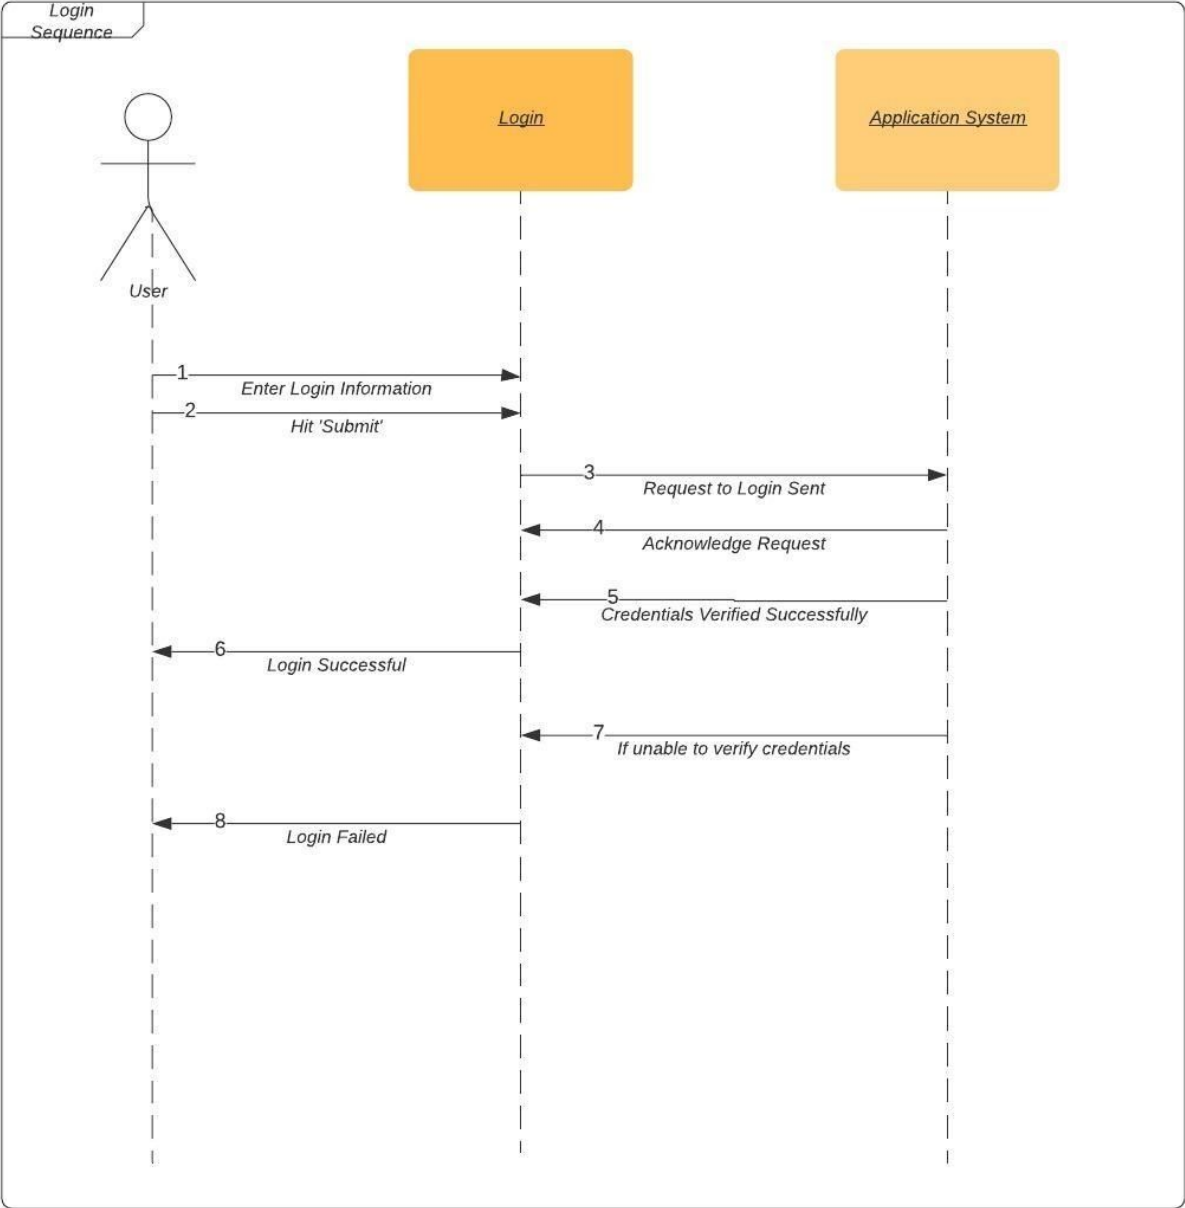 Login
Sequence
Login
Application System
User
1
Enter Login Information
2
Hit 'Submit'
3
Request to Login Sent
4
Acknowledge Request
5
Credentials Verified Successfully
6
Login Successful
7
If unable to verify credentials
8
Login Failed